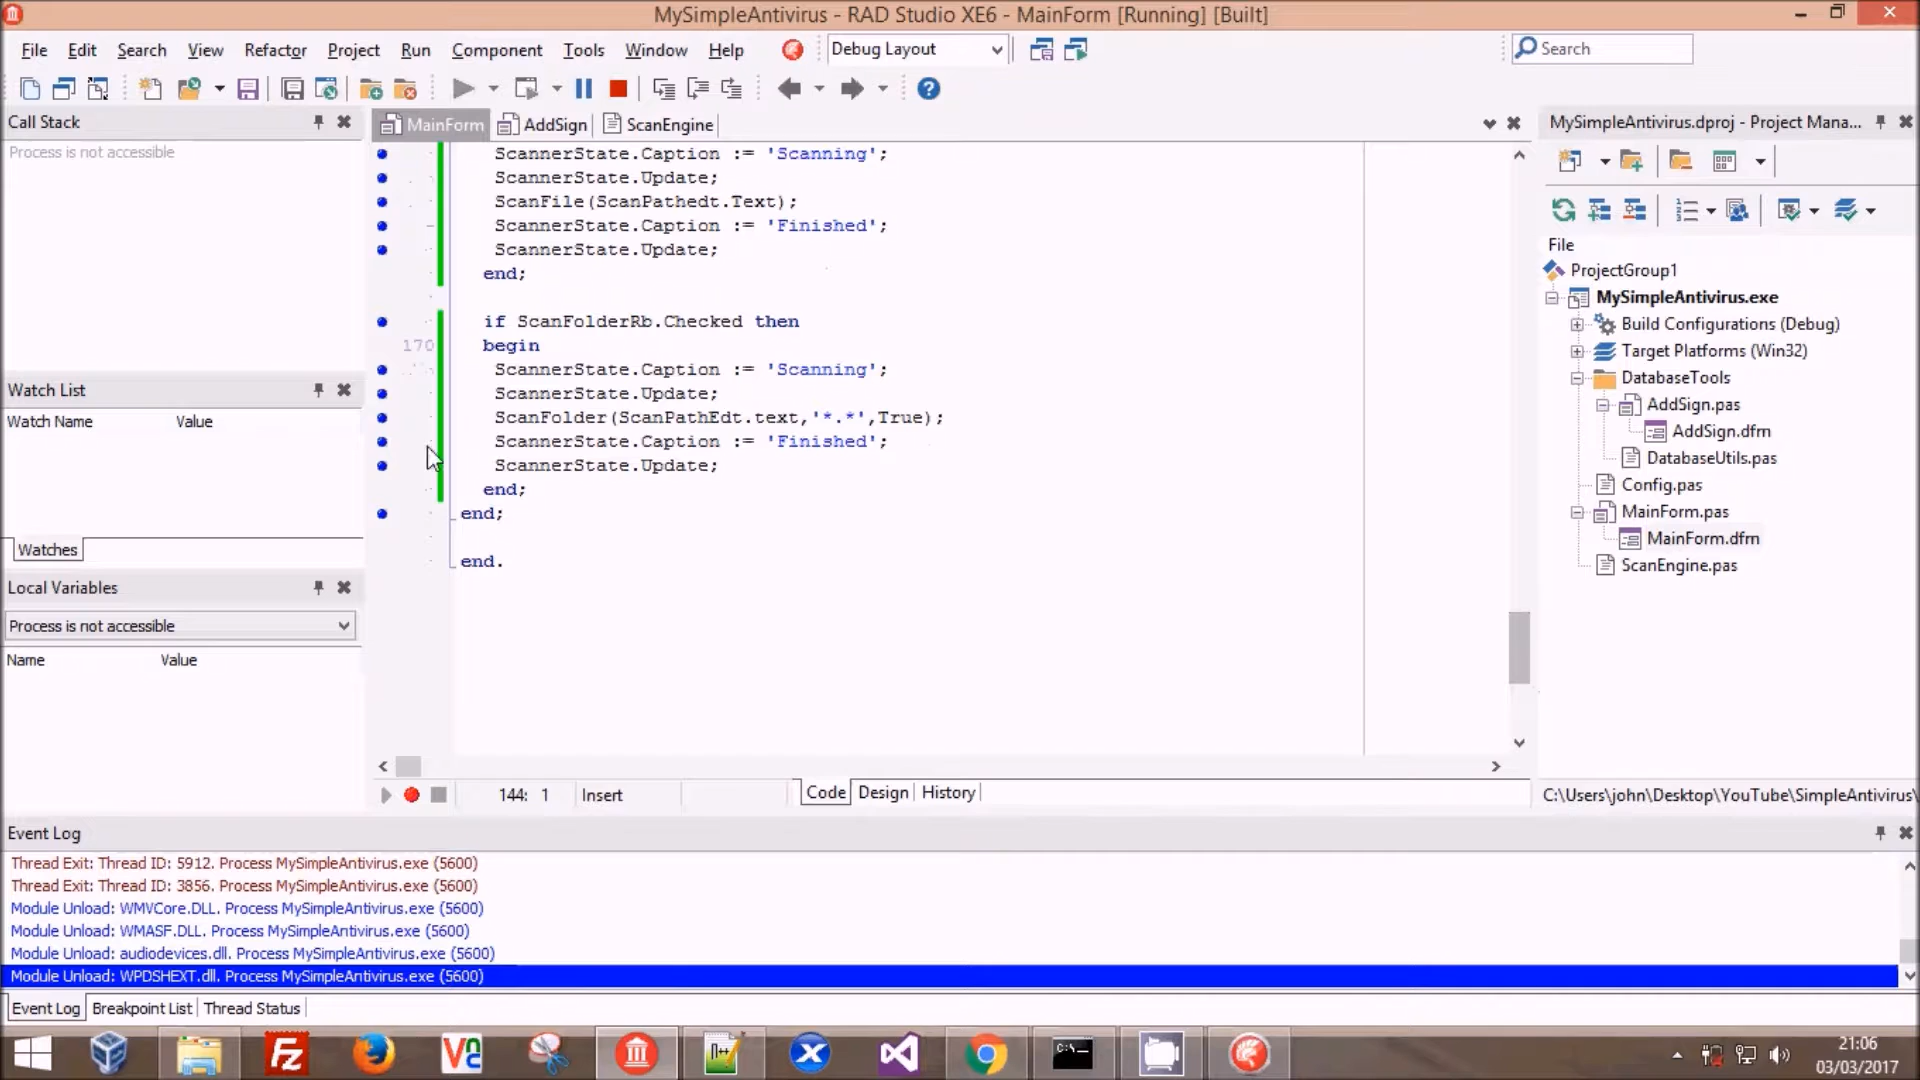 MySimpleAntivirus - RAD Studio XE6 - MainForm [Running] [Built]
File Edit Search View Refactor Project Run Component Tools Window Help
Debug Layout
Search
Call Stack
Process is not accessible
MainForm AddSign ScanEngine
MySimpleAntivirus.dproj - Project Mana...
ScannerState.Caption := 'Scanning';
ScannerState.Update;
ScanFile(ScanPathedt.Text);
ScannerState.Caption := 'Finished';
ScannerState.Update;
end;
if ScanFolderRb.Checked then
170 begin
ScannerState.Caption := 'Scanning';
ScannerState.Update;
ScanFolder(ScanPathEdt.text,'*.*',True);
ScannerState.Caption := 'Finished';
ScannerState.Update;
end;
end;
end.
Watch List
Watch Name Value
Watches
Local Variables
Process is not accessible
Name Value
File
ProjectGroup1
MySimpleAntivirus.exe
Build Configurations (Debug)
Target Platforms (Win32)
DatabaseTools
AddSign.pas
AddSign.dfm
DatabaseUtils.pas
Config.pas
MainForm.pas
MainForm.dfm
ScanEngine.pas
144: 1 Insert
Code Design History
C:\Users\john\Desktop\YouTube\SimpleAntivirus\
Event Log
Thread Exit: Thread ID: 5912. Process MySimpleAntivirus.exe (5600)
Thread Exit: Thread ID: 3856. Process MySimpleAntivirus.exe (5600)
Module Unload: WMVCore.DLL. Process MySimpleAntivirus.exe (5600)
Module Unload: WMASF.DLL. Process MySimpleAntivirus.exe (5600)
Module Unload: audiodevices.dll. Process MySimpleAntivirus.exe (5600)
Module Unload: WPDSHEXT.dll. Process MySimpleAntivirus.exe (5600)
Event Log Breakpoint List Thread Status
21:06
03/03/2017